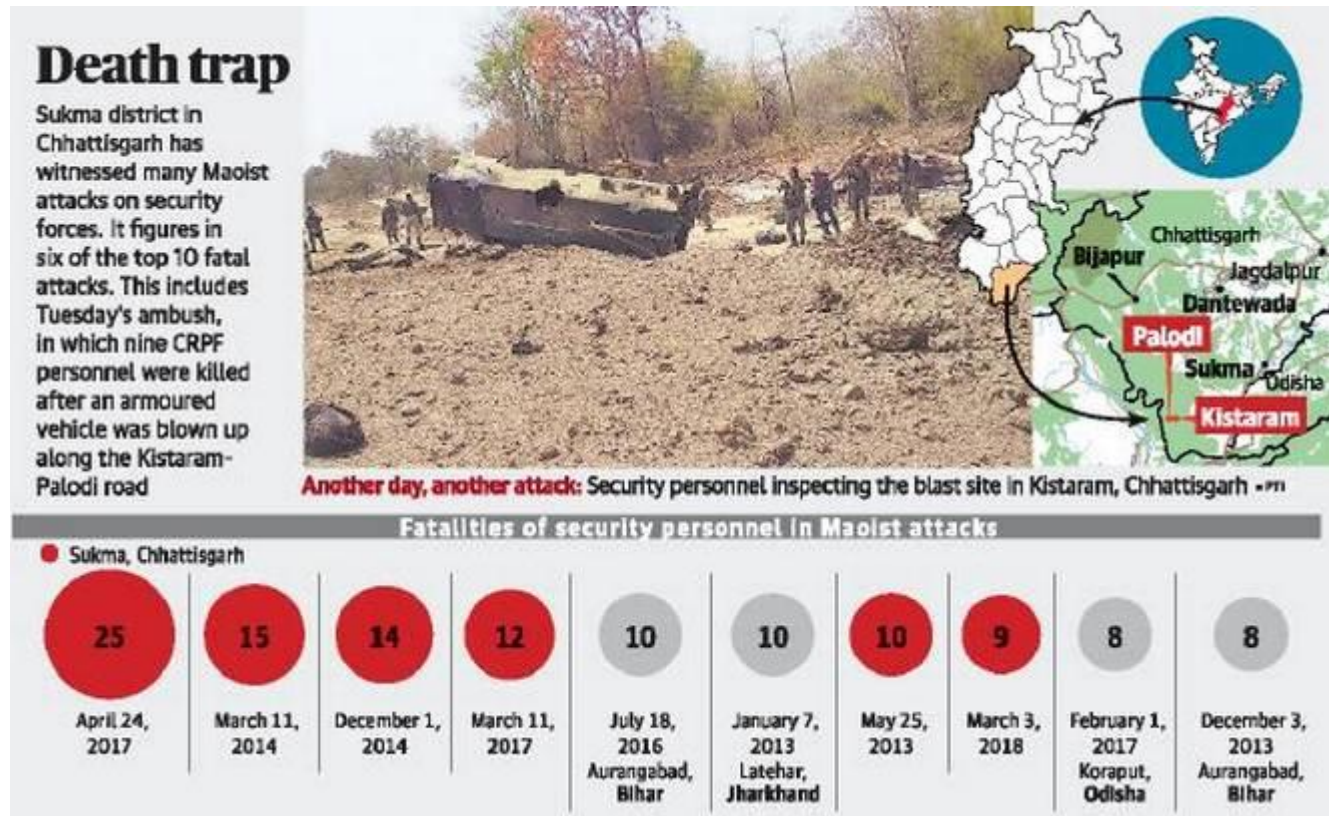 Death trap
Sukma district in
Chhattisgarh has
witnessed many Maoist
attacks on security
forces. It figures in
six of the top 10 fatal
attacks. This includes
Tuesday's ambush,
in which nine CRPF
personnel were killed
after an armoured
vehicle was blown up
along the Kistaram-
Palodi road
Chhattisgarh
Bijapur
Jagdalpur
Dantewada
Palodi
Sukma
Odisha
Kistaram
Another day, another attack: Security personnel inspecting the blast site in Kistaram, Chhattisgarh •PTI
Fatalities of security personnel in Maoist attacks
Sukma, Chhattisgarh
25
April 24,
2017
15
March 11,
2014
14
December 1,
2014
12
March 11,
2017
10
July 18,
2016
Aurangabad,
Bihar
10
January 7,
2013
Latehar,
Jharkhand
10
May 25,
2013
9
March 3,
2018
8
February 1,
2017
Koraput,
Odisha
8
December 3,
2013
Aurangabad,
Bihar